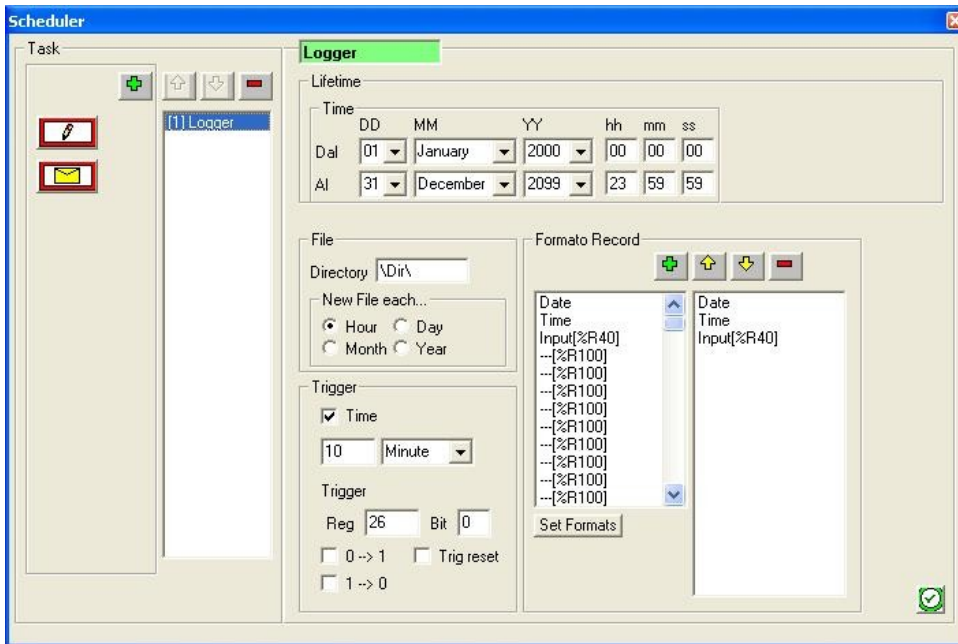 Scheduler
Task
[1] Logger
Logger
Lifetime
Time
DD MM YY hh mm ss
Dal 01 January 2000 00 00 00
Al 31 December 2099 23 59 59
File
Directory \Dir\
New File each...
Hour Day
Month Year
Trigger
Time
10 Minute
Trigger
Reg 26 Bit 0
0 --> 1 Trig reset
1 --> 0
Formato Record
Date
Time
Input[%R40]
---[%R100]
---[%R100]
---[%R100]
---[%R100]
---[%R100]
---[%R100]
---[%R100]
---[%R100]
---[%R100]
Set Formats
Date
Time
Input[%R40]